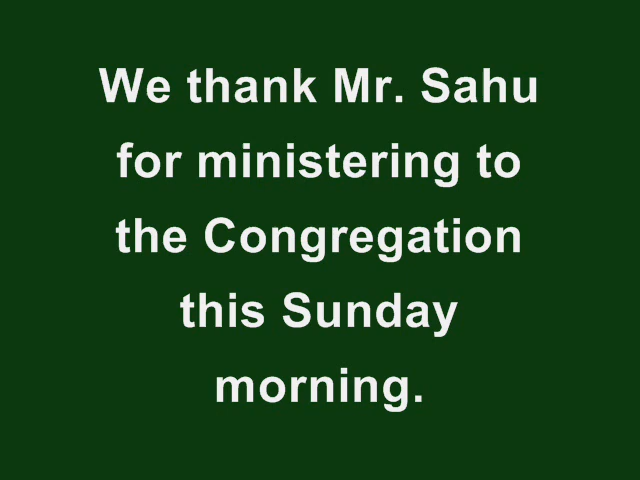 We thank Mr. Sahu
for ministering to
the Congregation
this Sunday
morning.